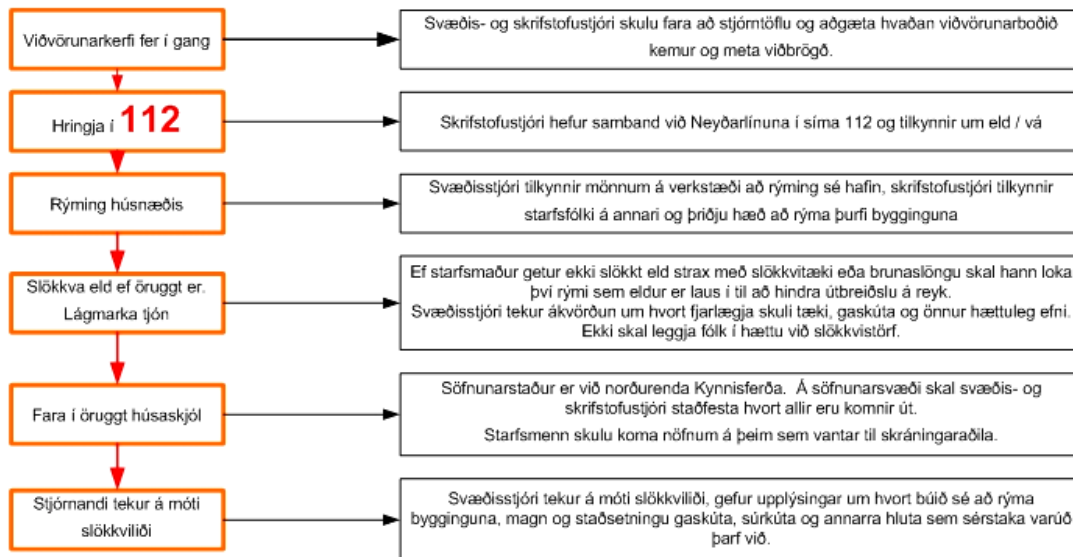 Viðvörunarkerfi fer í gang
Svæðis- og skrifstofustjóri skulu fara að stjórntöflu og aðgæta hvaðan viðvörunarboðið
kemur og meta viðbrögð.
Hringja í 112
Skrifstofustjóri hefur samband við Neyðarlínuna í síma 112 og tilkynnir um eld / vá
Rýming húsnæðis
Svæðisstjóri tilkynnir mönnum á verkstæði að rýming sé hafin, skrifstofustjóri tilkynnir
starfsfólki á annari og þriðju hæð að rýma þurfi bygginguna
Slökkva eld ef öruggt er.
Lágmarka tjón
Ef starfsmaður getur ekki slökkt eld strax með slökkvitæki eða brunaslöngu skal hann loka
því rými sem eldur er laus í til að hindra útbreiðslu á reyk.
Svæðisstjóri tekur ákvörðun um hvort fjarlægja skuli tæki, gaskúta og önnur hættuleg efni.
Ekki skal leggja fólk í hættu við slökkvistörf.
Fara í öruggt húsaskjól
Söfnunarstaður er við norðurenda Kynnisferða. Á söfnunarsvæði skal svæðis- og
skrifstofustjóri staðfesta hvort allir eru komnir út.
Starfsmenn skulu koma nöfnum á þeim sem vantar til skráningaraðila.
Stjórnandi tekur á móti
slökkviliði
Svæðisstjóri tekur á móti slökkviliði, gefur upplýsingar um hvort búið sé að rýma
bygginguna, magn og staðsetningu gaskúta, súrkúta og annarra hluta sem sérstaka varúð
þarf við.